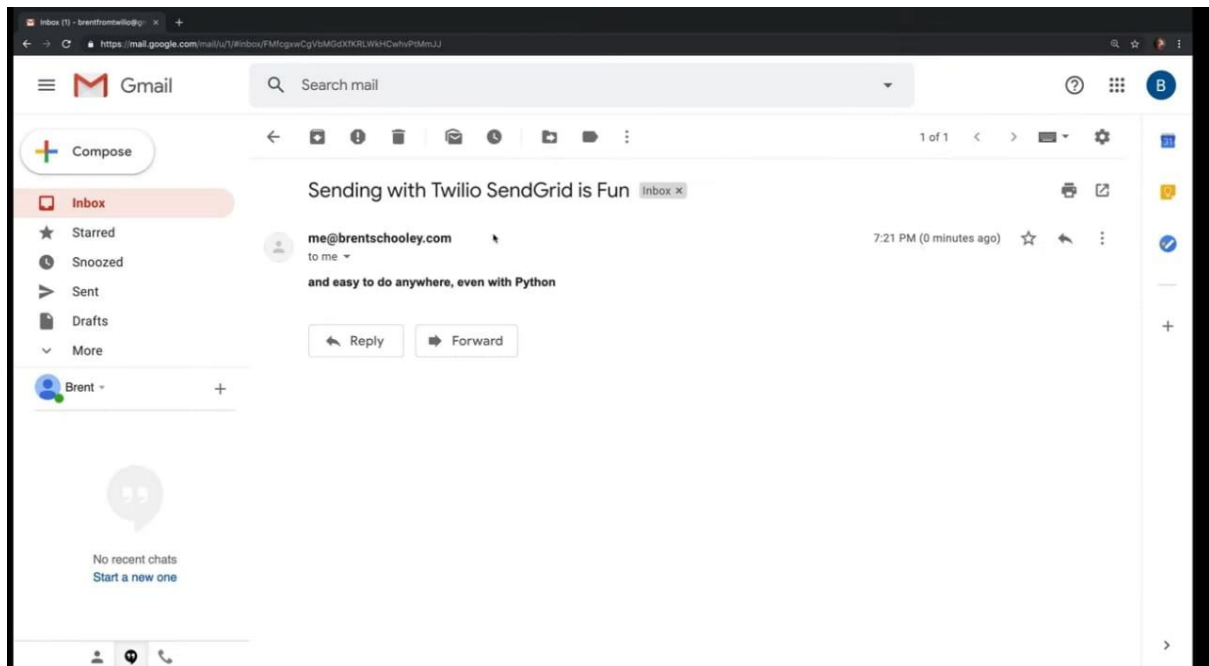 Inbox (1) - brentfromtwilio@g
https://mail.google.com/mail/u/1/#inbox/FMfcgxwCgVbMGdXfKRLWkHCwhvPtMmJJ
Gmail
Search mail
B
Compose
1 of 1
31
Sending with Twilio SendGrid is Fun Inbox ×
Inbox
Starred
me@brentschooley.com
7:21 PM (0 minutes ago)
to me
Snoozed
and easy to do anywhere, even with Python
Sent
Drafts
Reply
Forward
More
Brent
No recent chats
Start a new one